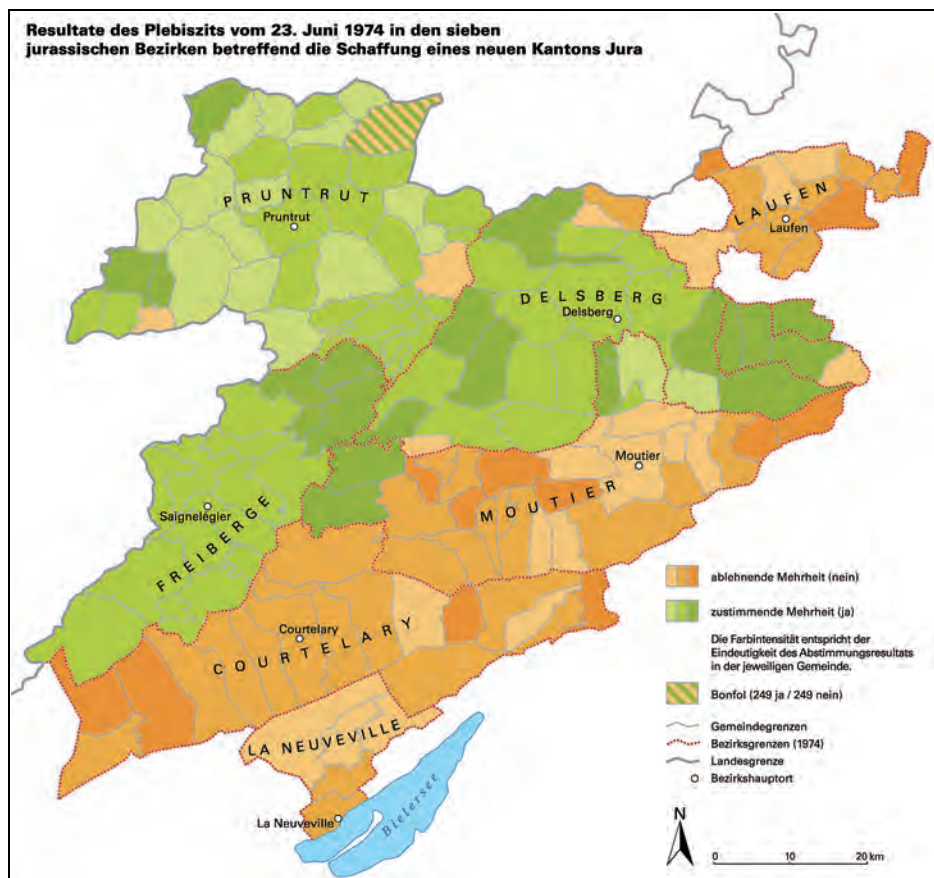 Resultate des Plebiszits vom 23. Juni 1974 in den sieben
jurassischen Bezirken betreffend die Schaffung eines neuen Kantons Jura
PRUNTRUT
Pruntrut
LAUFEN
Laufen
DELSBERG
Delsberg
Moutier
MOUTIER
Saignelégier
FREIBERGE
Courtelary
COURTELARY
LA NEUVEVILLE
La Neuveville
Bielersee
ablehnende Mehrheit (nein)
zustimmende Mehrheit (ja)
Die Farbintensität entspricht der
Eindeutigkeit des Abstimmungsresultats
in der jeweiligen Gemeinde.
Bonfol (249 ja / 249 nein)
Gemeindegrenzen
Bezirksgrenzen (1974)
Landesgrenze
Bezirkshauptort
N
0 10 20 km